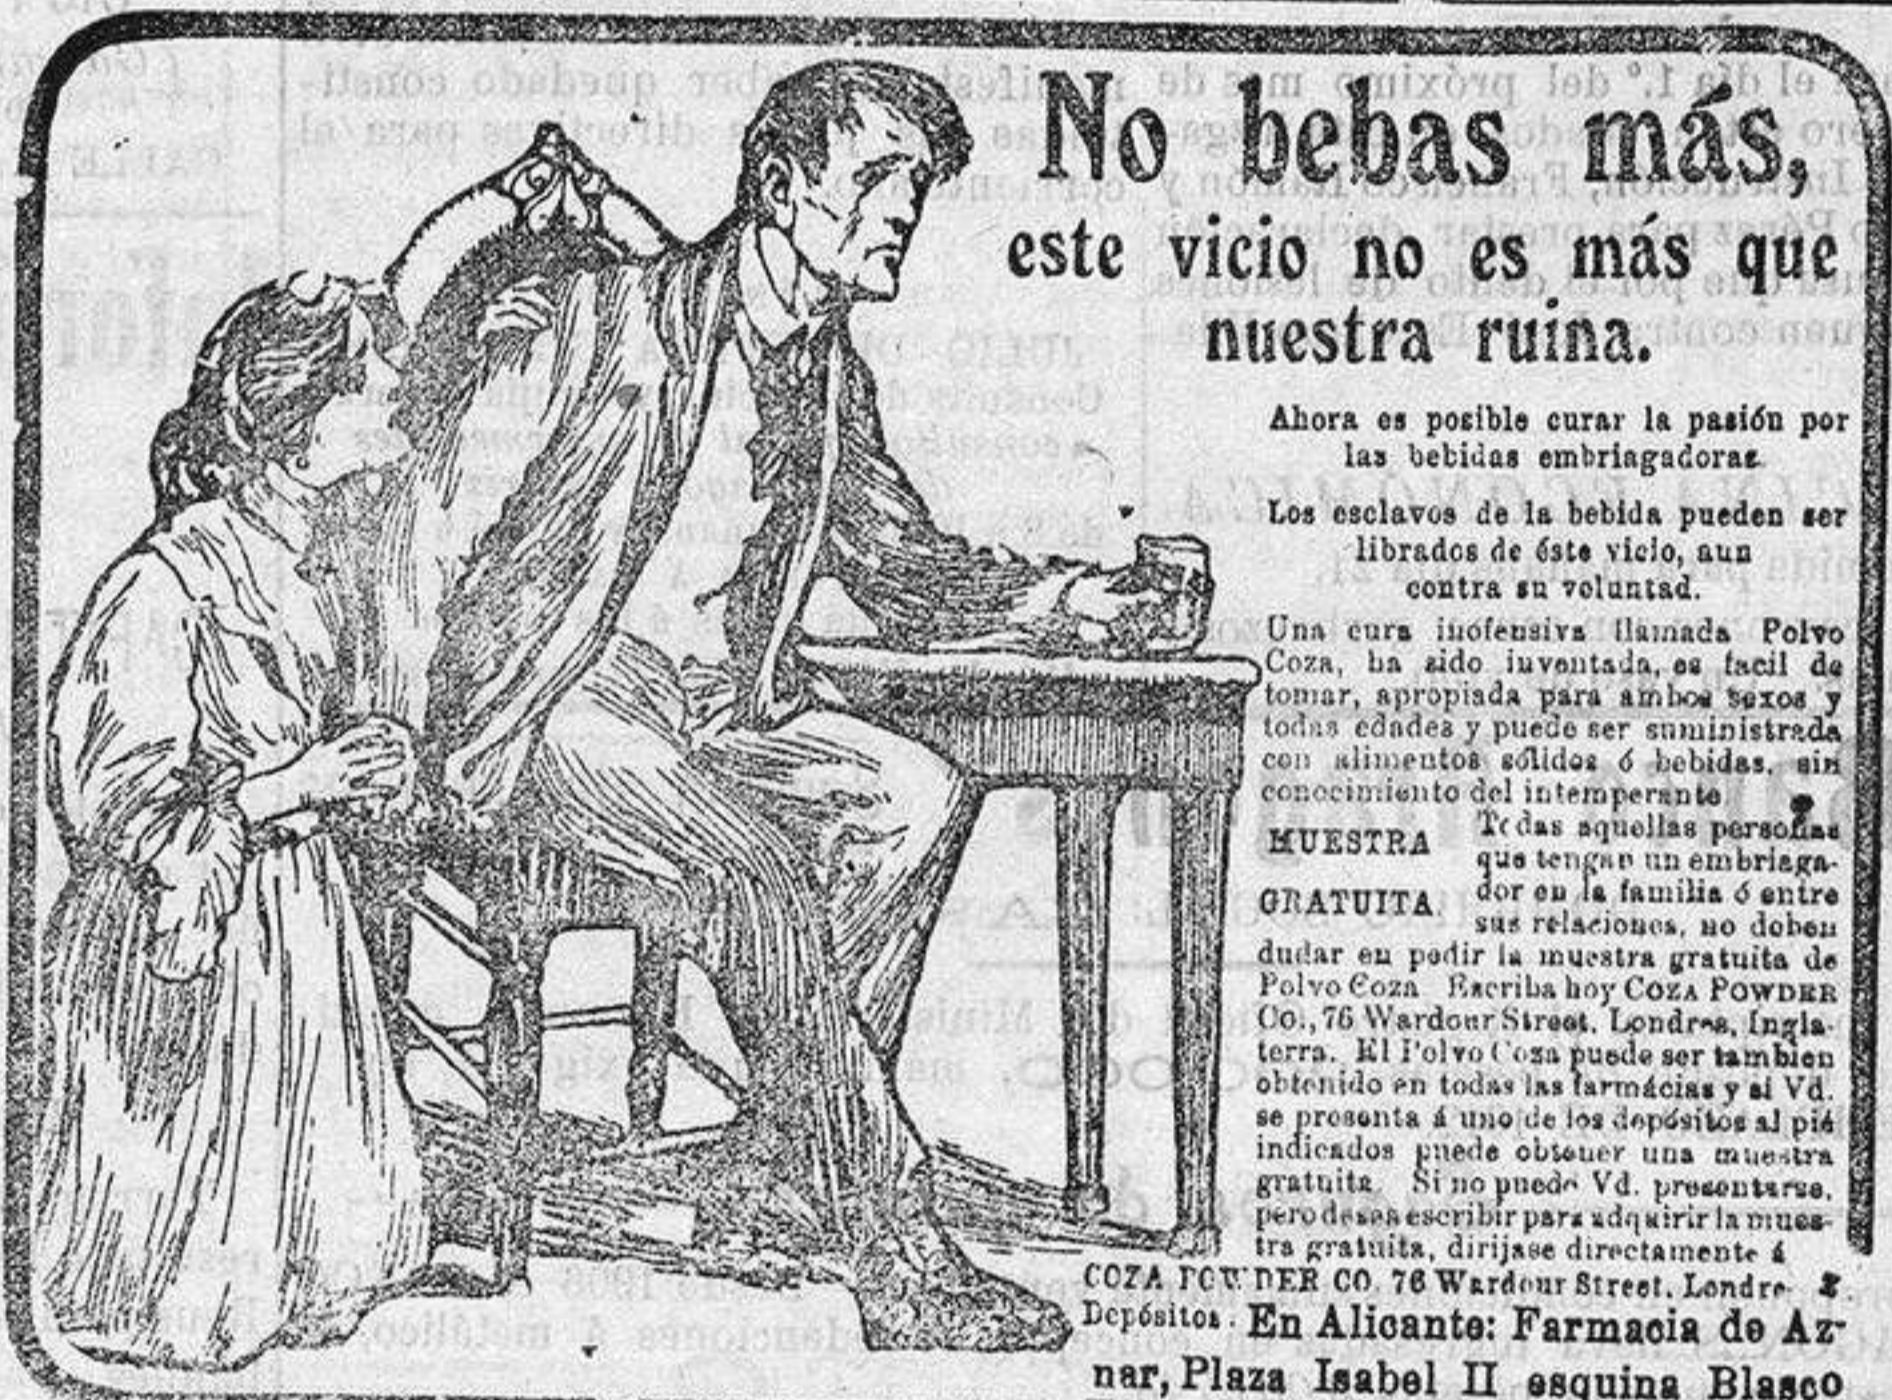 No bebas más,
este vicio no es más que
nuestra ruina.
Ahora es posible curar la pasión por
las bebidas embriagadoras.
Los esclavos de la bebida pueden ser
librados de éste vicio, aun
contra su voluntad.
Una cura inofensiva llamada Polvo
Coza, ha sido inventada, es facil de
tomar, apropiada para ambos sexos y
todas edades y puede ser suministrada
con alimentos sólidos ó bebidas, sin
conocimiento del intemperante
MUESTRA
GRATUITA.
Todas aquellas personas
que tengan un embriaga-
dor en la familia ó entre
sus relaciones, no deben
dudar en pedir la muestra gratuita de
Polvo Coza Escriba hoy COZA POWDER
Co., 76 Wardour Street. Londres, Ingla-
terra. El Polvo Coza puede ser tambien
obtenido en todas las farmácias y si Vd.
se presenta á uno de los depósitos al pié
indicados puede obtener una muestra
gratuita. Si no puede Vd. presentarse,
pero desea escribir para adquirir la mues-
tra gratuita, dirijase directamente á
COZA POWDER CO. 76 Wardour Street. Londres
Depósitos. En Alicante: Farmacia de Az-
nar, Plaza Isabel II esquina Blasco